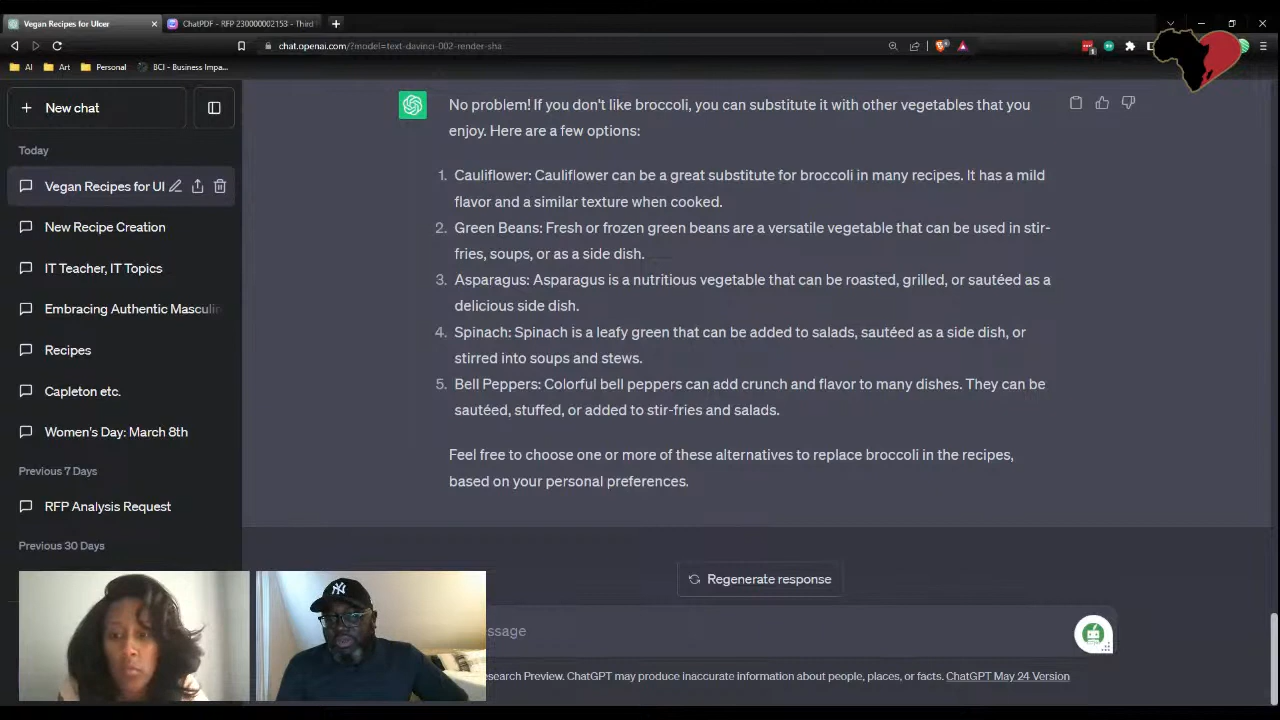 Vegan Recipes for Ulcer
ChatPDF - RFP 230000002153 - Third
chat.openai.com/?model=text-davinci-002-render-sha
AI
Art
Personal
BCI - Business Impa...
New chat
Today
Vegan Recipes for Ul
New Recipe Creation
IT Teacher, IT Topics
Embracing Authentic Masculin
Recipes
Capleton etc.
Women's Day: March 8th
Previous 7 Days
RFP Analysis Request
Previous 30 Days
No problem! If you don't like broccoli, you can substitute it with other vegetables that you
enjoy. Here are a few options:
1. Cauliflower: Cauliflower can be a great substitute for broccoli in many recipes. It has a mild
flavor and a similar texture when cooked.
2. Green Beans: Fresh or frozen green beans are a versatile vegetable that can be used in stir-
fries, soups, or as a side dish.
3. Asparagus: Asparagus is a nutritious vegetable that can be roasted, grilled, or sautéed as a
delicious side dish.
4. Spinach: Spinach is a leafy green that can be added to salads, sautéed as a side dish, or
stirred into soups and stews.
5. Bell Peppers: Colorful bell peppers can add crunch and flavor to many dishes. They can be
sautéed, stuffed, or added to stir-fries and salads.
Feel free to choose one or more of these alternatives to replace broccoli in the recipes,
based on your personal preferences.
Regenerate response
ssage
search Preview. ChatGPT may produce inaccurate information about people, places, or facts. ChatGPT May 24 Version